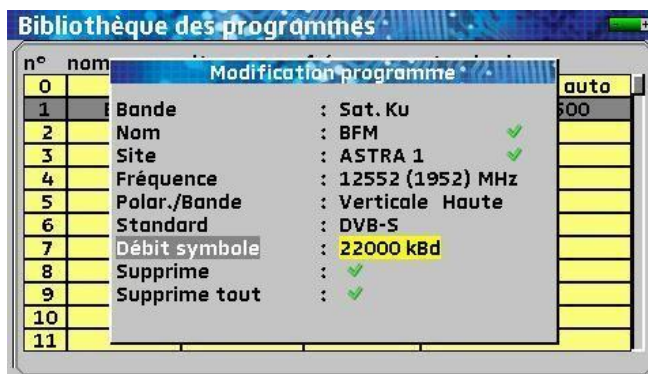 Bibliothèque des programmes
n° nom
Modification programme
0 auto
1 500
Bande : Sat. Ku
2 Nom : BFM
3 Site : ASTRA 1
4 Fréquence : 12552 (1952) MHz
5 Polar./Bande : Verticale Haute
6 Standard : DVB-S
7 Débit symbole : 22000 kBd
8 Supprime :
9 Supprime tout :
10
11